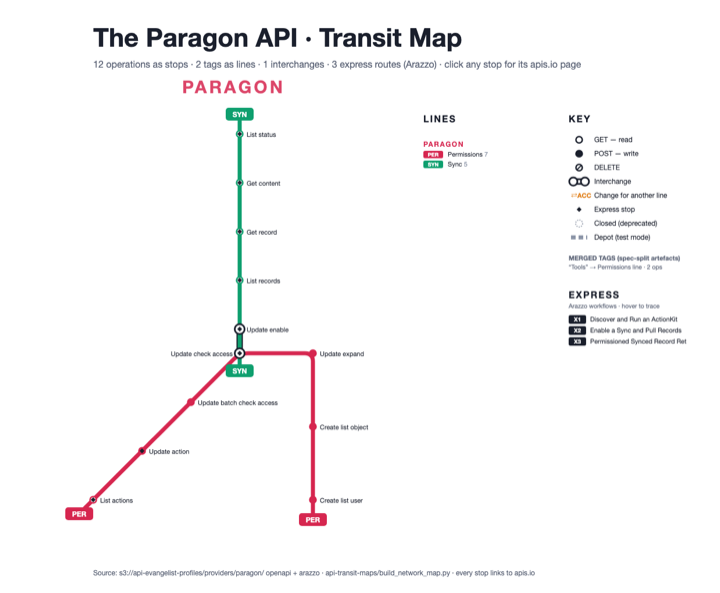 The Paragon API · Transit Map
12 operations as stops · 2 tags as lines · 1 interchanges · 3 express routes (Arazzo) · click any stop for its apis.io page
PARAGON
SYN
List status
Get content
Get record
List records
Update enable
Update check access
Update expand
SYN
Update batch check access
Create list object
Update action
List actions
Create list user
PER
PER
LINES
PARAGON
PER Permissions 7
SYN Sync 5
KEY
GET — read
POST — write
DELETE
Interchange
⇄ACC Change for another line
Express stop
Closed (deprecated)
Depot (test mode)
MERGED TAGS (spec-split artefacts)
"Tools" → Permissions line · 2 ops
EXPRESS
Arazzo workflows · hover to trace
X1 Discover and Run an ActionKit
X2 Enable a Sync and Pull Records
X3 Permissioned Synced Record Ret
Source: s3://api-evangelist-profiles/providers/paragon/ openapi + arazzo · api-transit-maps/build_network_map.py · every stop links to apis.io